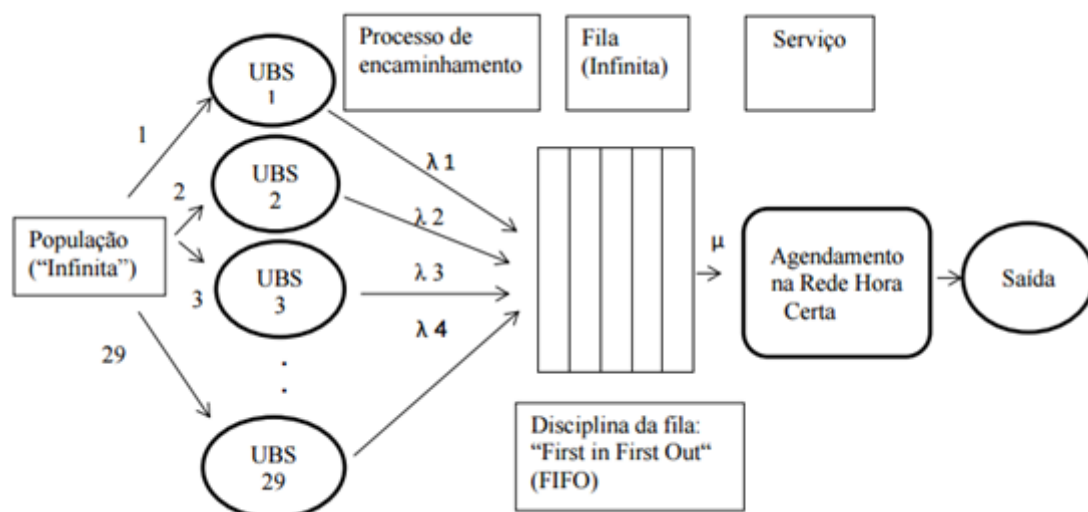 Processo de
encaminhamento
Fila
(Infinita)
Serviço
UBS
1
1
λ 1
UBS
2
2
λ 2
População
(“Infinita”)
UBS
3
3
λ 3
λ 4
μ
Agendamento
na Rede Hora
Certa
Saída
29
.
.
UBS
29
Disciplina da fila:
“First in First Out“
(FIFO)